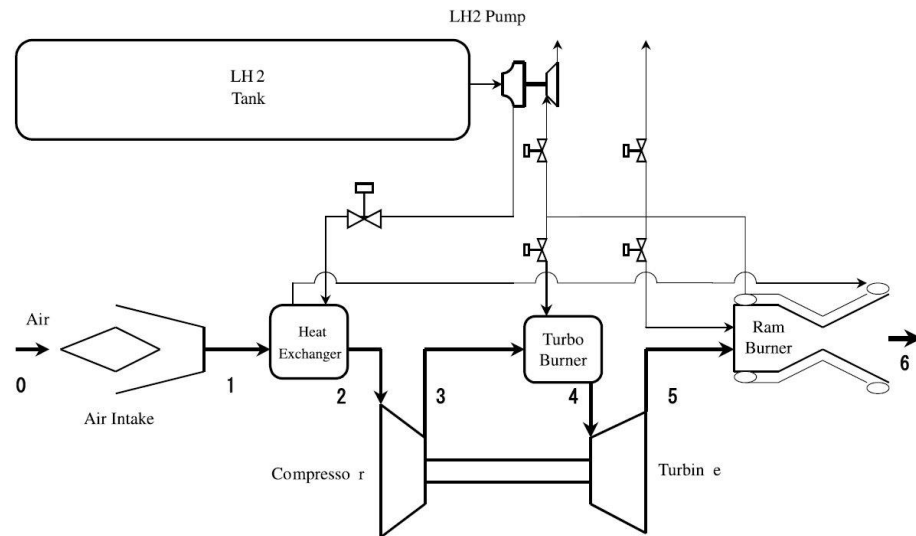 LH2 Pump
LH 2
Tank
Air
Heat
Exchanger
Turbo
Burner
Ram
Burner
0
1
2
3
4
5
6
Air Intake
Compresso r
Turbin e